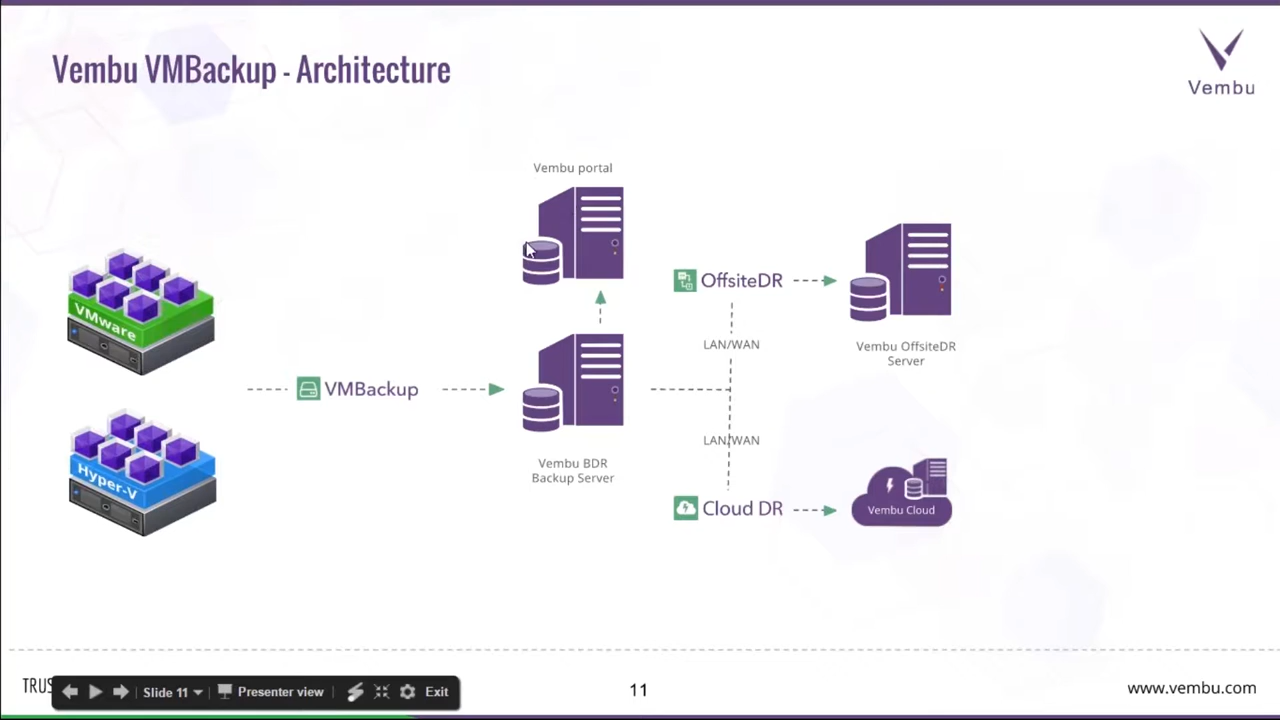 Vembu VMBackup - Architecture
Vembu
Vembu portal
VMware
OffsiteDR
LAN/WAN
Vembu OffsiteDR
Server
VMBackup
Hyper-V
LAN/WAN
Vembu BDR
Backup Server
Cloud DR
Vembu Cloud
TRUS
Slide 11
Presenter view
Exit
11
www.vembu.com